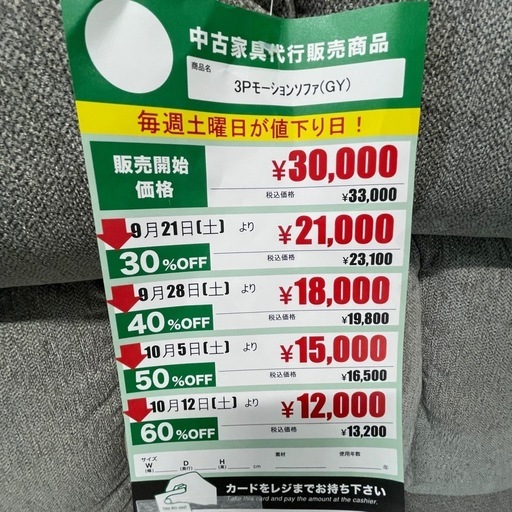 中古家具代行販売商品
商品名
3Pモーションソファ(GY)
毎週土曜日が値下り日！
販売開始
価格
¥30,000
税込価格 ¥33,000
9月21日(土) より
30%OFF
¥21,000
税込価格 ¥23,100
9月28日(土) より
40%OFF
¥18,000
税込価格 ¥19,800
10月5日(土) より
50%OFF
¥15,000
税込価格 ¥16,500
10月12日(土) より
60%OFF
¥12,000
税込価格 ¥13,200
サイズ
W(幅) D(奥行) H(高) cm
素材
使用年数
年
カードをレジまでお持ち下さい
Take this card and pay the amount at the cashier.